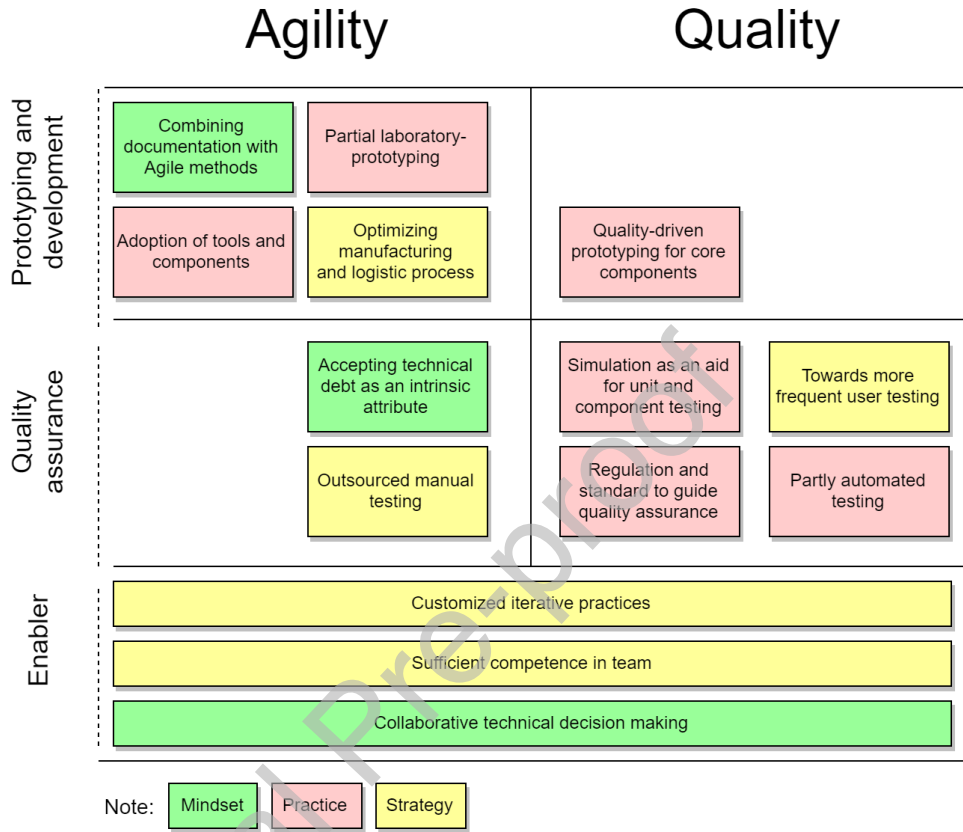 Agility
Quality
Prototyping and
development
Combining
documentation with
Agile methods
Partial laboratory-
prototyping
Adoption of tools and
components
Optimizing
manufacturing
and logistic process
Quality-driven
prototyping for core
components
Quality
assurance
Accepting technical
debt as an intrinsic
attribute
Simulation as an aid
for unit and
component testing
Towards more
frequent user testing
Outsourced manual
testing
Regulation and
standard to guide
quality assurance
Partly automated
testing
Enabler
Customized iterative practices
Sufficient competence in team
Collaborative technical decision making
Note:
Mindset
Practice
Strategy
Pre-proof